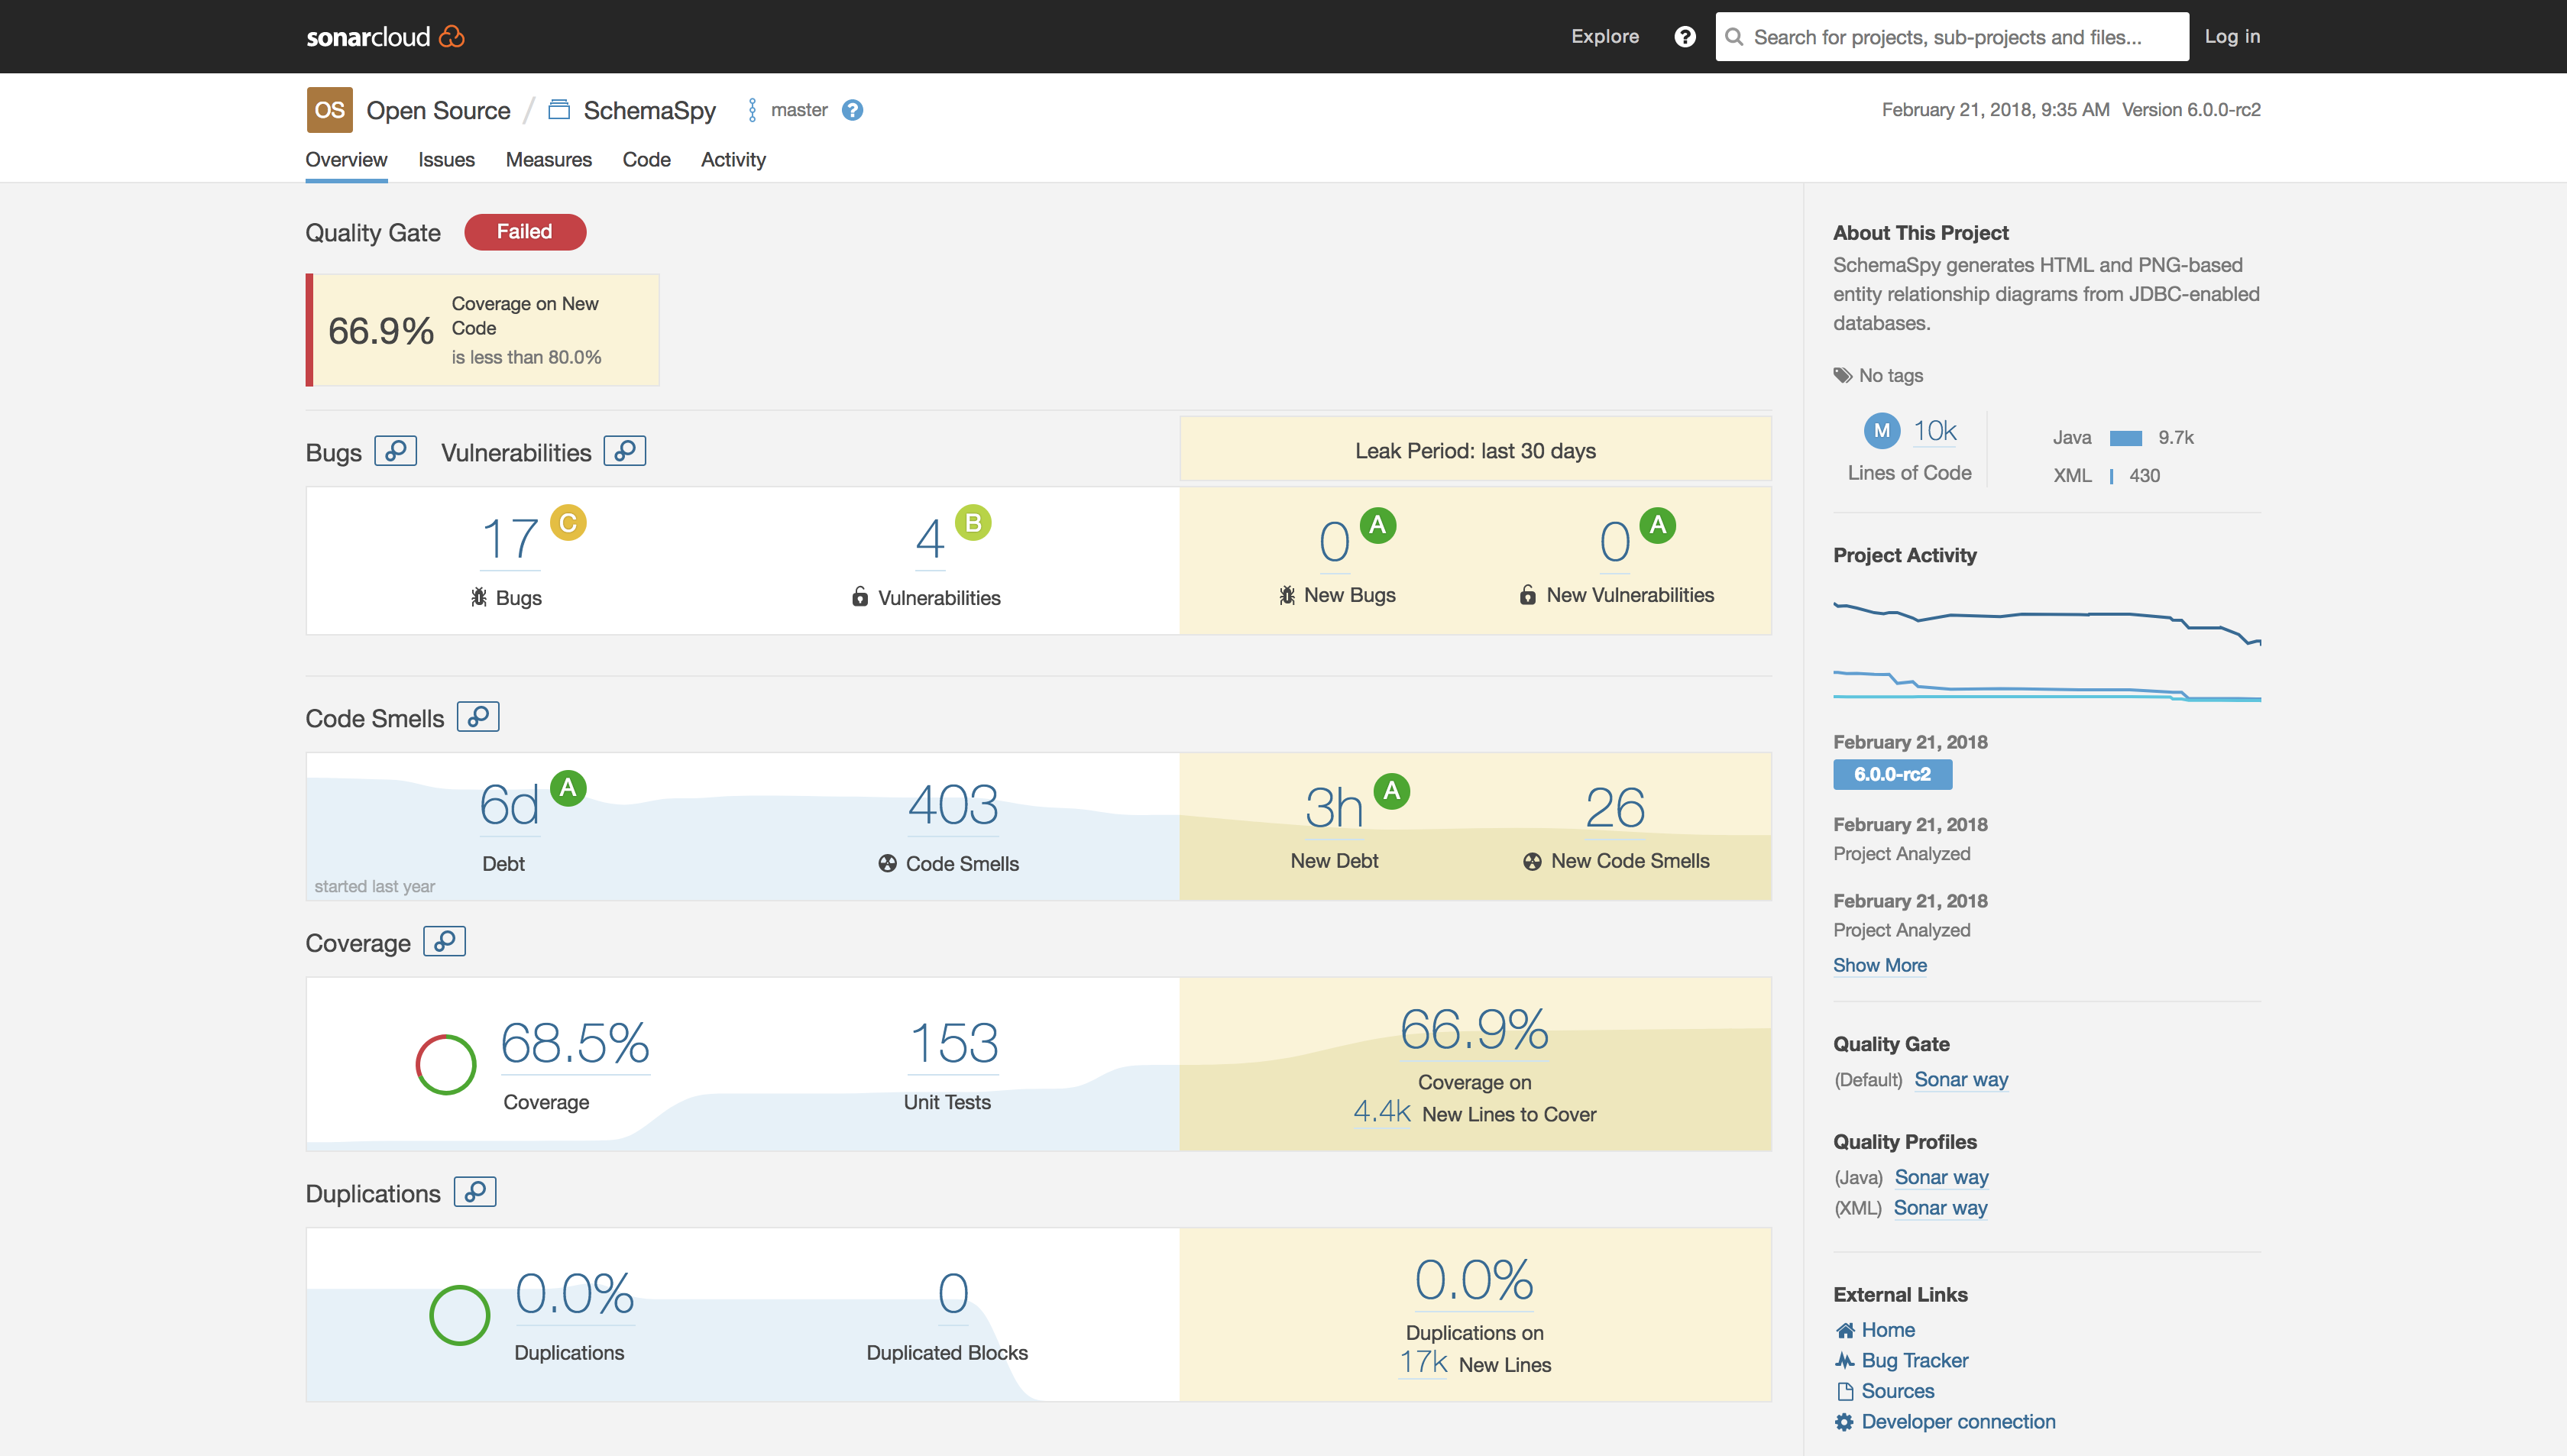 sonarcloud
Explore
?
Search for projects, sub-projects and files...
Log in
OS Open Source / SchemaSpy master ?
February 21, 2018, 9:35 AM Version 6.0.0-rc2
Overview Issues Measures Code Activity
Quality Gate Failed
66.9%
Coverage on New
Code
is less than 80.0%
Bugs Vulnerabilities
Leak Period: last 30 days
17 C
Bugs
4 B
Vulnerabilities
0 A
New Bugs
0 A
New Vulnerabilities
Code Smells
6d A
Debt
started last year
403
Code Smells
3h A
New Debt
26
New Code Smells
Coverage
68.5%
Coverage
153
Unit Tests
66.9%
Coverage on
4.4k New Lines to Cover
Duplications
0.0%
Duplications
0
Duplicated Blocks
0.0%
Duplications on
17k New Lines
About This Project
SchemaSpy generates HTML and PNG-based
entity relationship diagrams from JDBC-enabled
databases.
No tags
M 10k
Lines of Code
Java 9.7k
XML 430
Project Activity
February 21, 2018
6.0.0-rc2
February 21, 2018
Project Analyzed
February 21, 2018
Project Analyzed
Show More
Quality Gate
(Default) Sonar way
Quality Profiles
(Java) Sonar way
(XML) Sonar way
External Links
Home
Bug Tracker
Sources
Developer connection